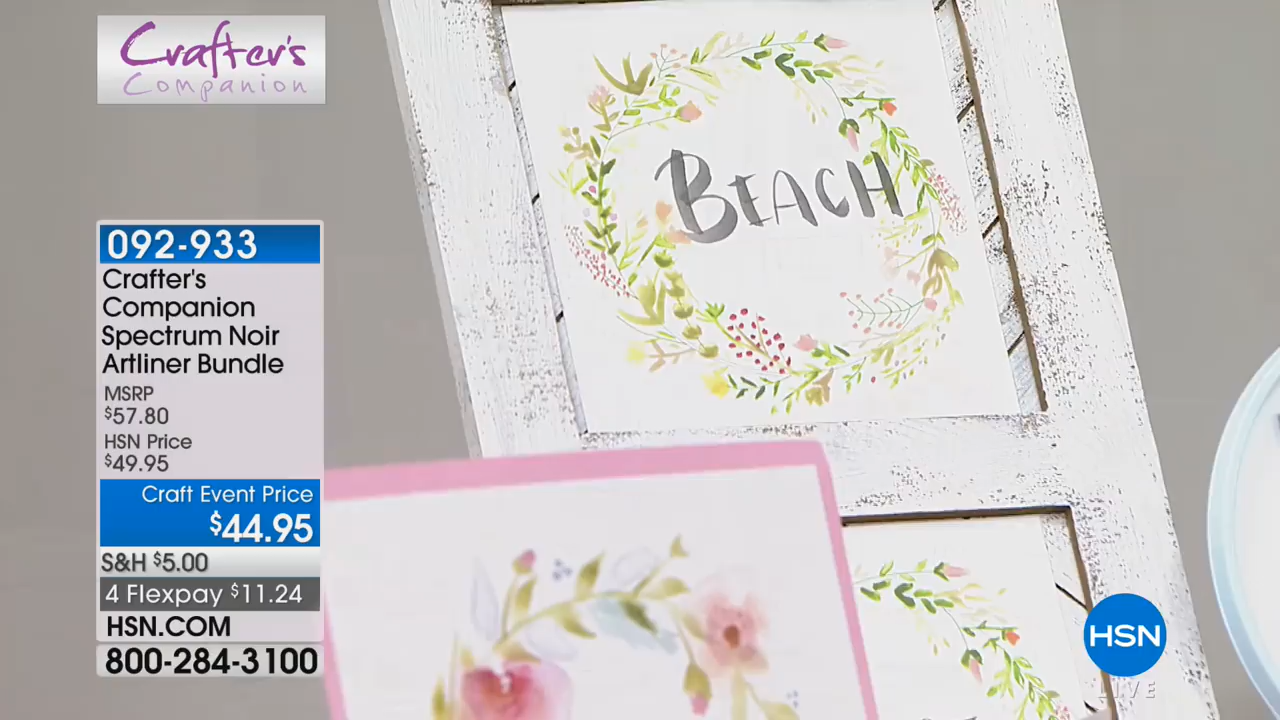 Crafter's
Companion
092-933
Crafter's
Companion
Spectrum Noir
Artliner Bundle
MSRP
$57.80
HSN Price
$49.95
Craft Event Price
$44.95
S&H $5.00
4 Flexpay $11.24
HSN.COM
800-284-3100
BEACH
HSN
LIVE